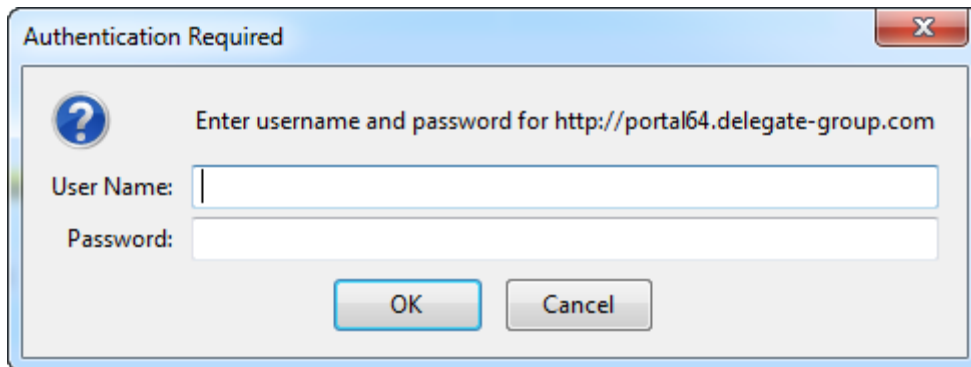 Authentication Required
Enter username and password for http://portal64.delegate-group.com
User Name:
Password:
OK
Cancel